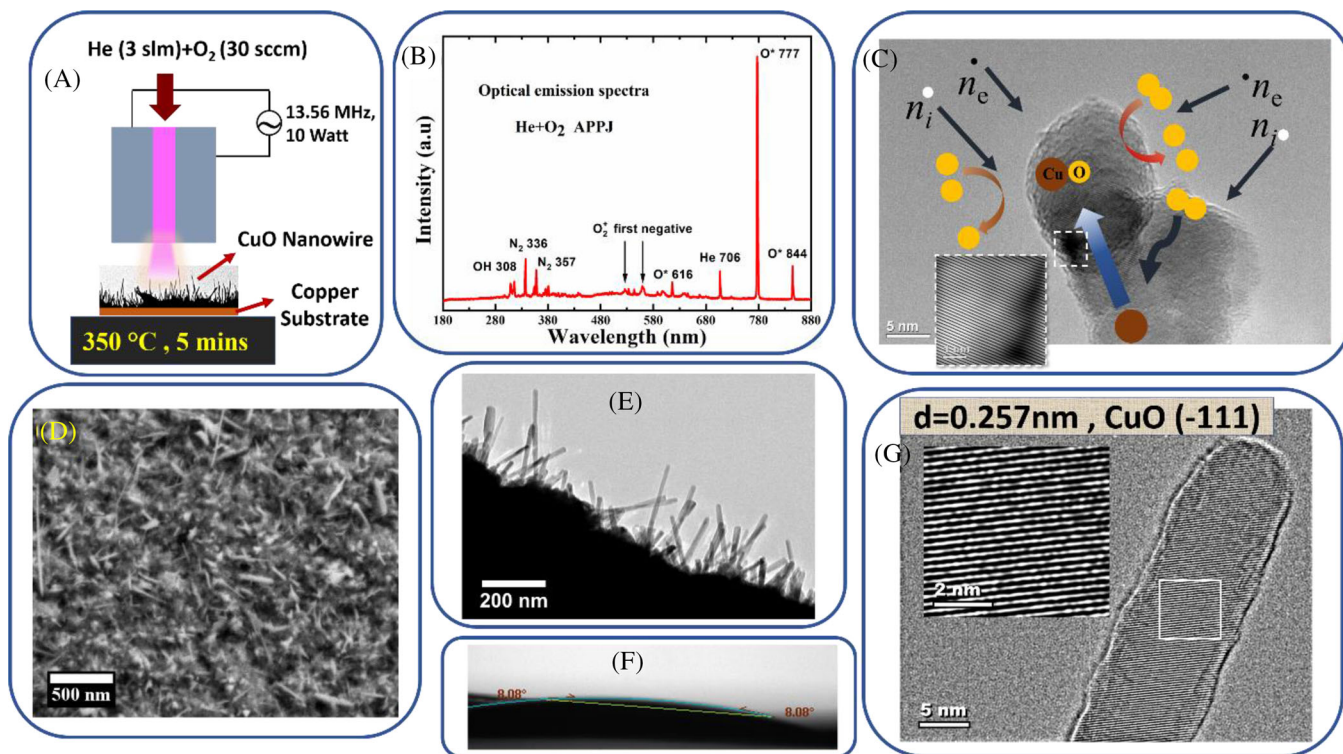 (A)
He (3 slm)+O₂ (30 sccm)
13.56 MHz,
10 Watt
CuO Nanowire
Copper
Substrate
350 °C , 5 mins
(B)
Optical emission spectra
He+O₂ APPJ
Intensity (a.u)
OH 308
N₂ 336
N₂ 357
O₂⁺ first negative
O* 616
He 706
O* 777
O* 844
180 280 380 480 580 680 780 880
Wavelength (nm)
(C)
nₑ
nᵢ
nₑ
nᵢ
Cu O
5 nm
(D)
500 nm
(E)
200 nm
(F)
8.08°
8.08°
(G)
d=0.257nm , CuO (-111)
2 nm
5 nm